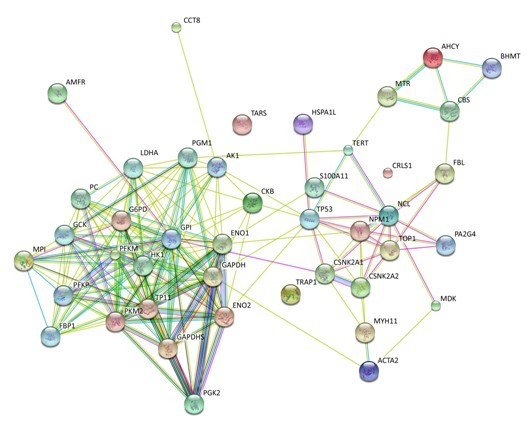 CCT8
AHCY
BHMT
AMFR
MTR
CBS
TARS
HSPA1L
TERT
PGM1
LDHA
AK1
CRLS1
FBL
S100A11
PC
CKB
G6PD
TP53
NCL
GCK
GPI
NPM1
ENO1
TOP1
PA2G4
MPI
PFKM
HK1
GAPDH
CSNK2A1
CSNK2A2
PFKP
TP11
TRAP1
MDK
PKM2
ENO2
FBP1
GAPDHS
MYH11
ACTA2
PGK2